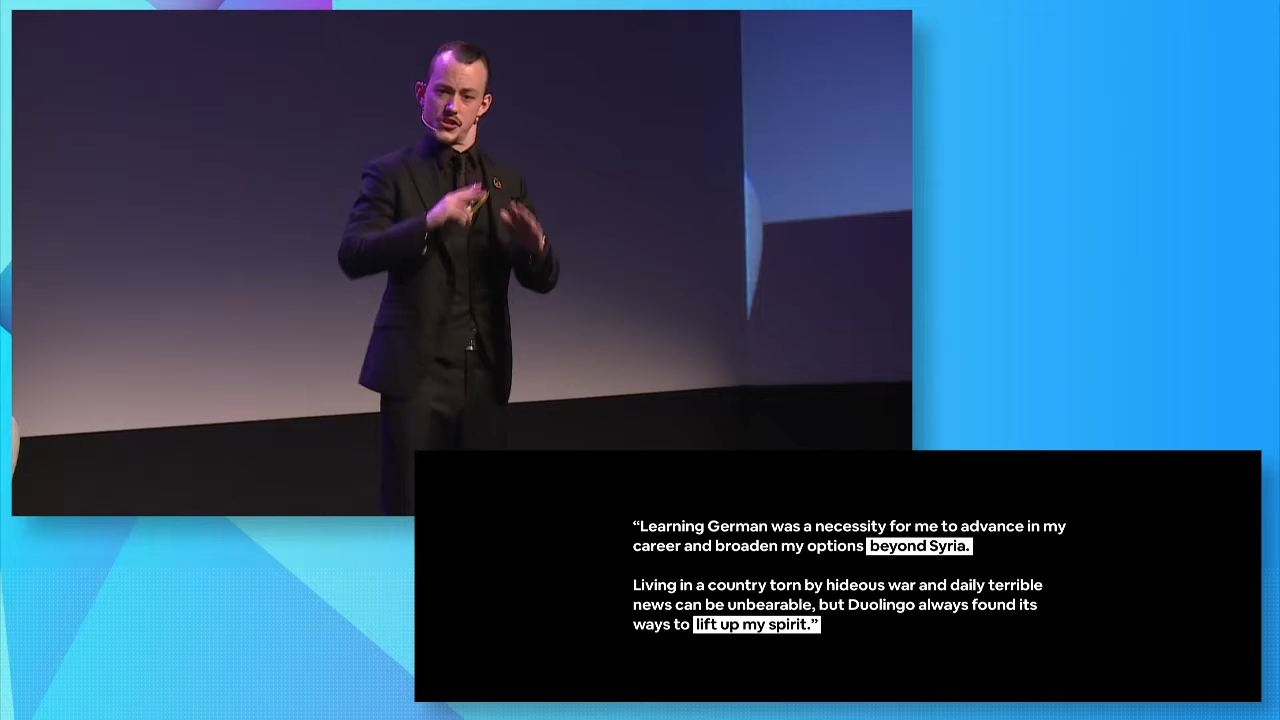 “Learning German was a necessity for me to advance in my
career and broaden my options beyond Syria.
Living in a country torn by hideous war and daily terrible
news can be unbearable, but Duolingo always found its
ways to lift up my spirit.”